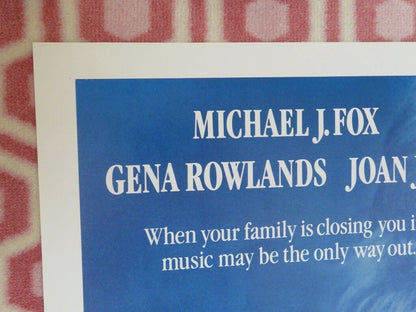 MICHAEL J. FOX
GENA ROWLANDS JOAN
When your family is closing you
music may be the only way out.